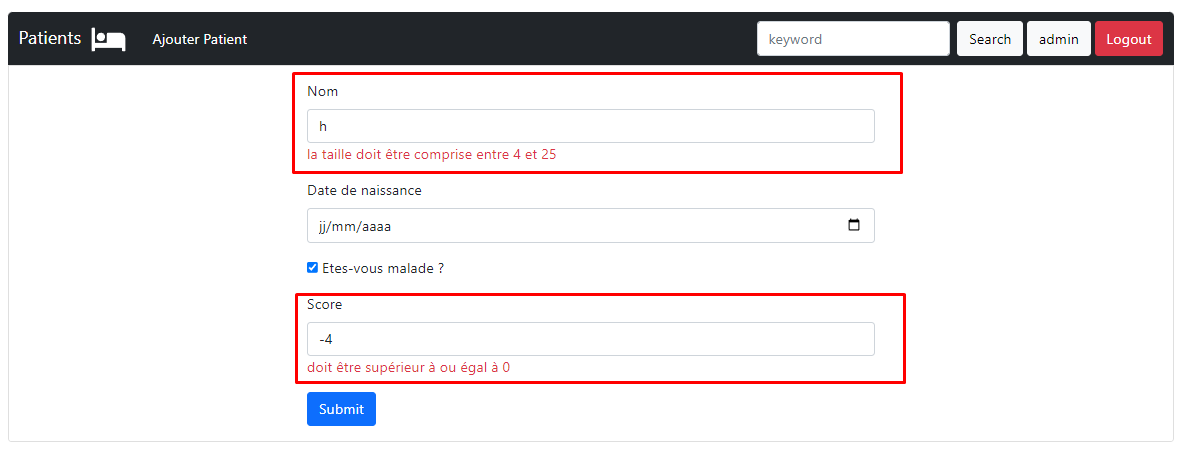 Patients Ajouter Patient keyword Search admin Logout
Nom
h
la taille doit être comprise entre 4 et 25
Date de naissance
jj/mm/aaaa
Etes-vous malade ?
Score
-4
doit être supérieur à ou égal à 0
Submit